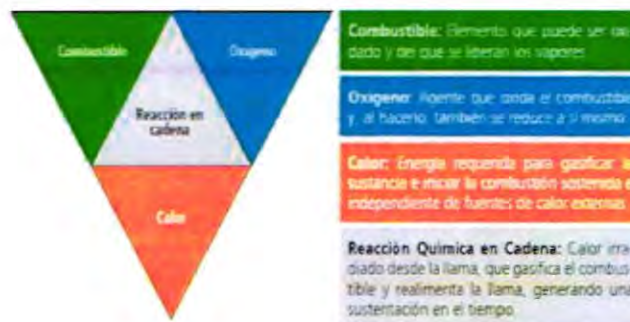 Combustible
Oxígeno
Reacción en
cadena
Calor
Combustible: Elemento que puede ser oxi
dado y del que se liberan los vapores
Oxígeno: Agente que oxida el combustible
y, al hacerlo, también se reduce a sí mismo
Calor: Energía requerida para gasificar la
sustancia e iniciar la combustión sostenida e
independiente de fuentes de calor externas
Reacción Química en Cadena: Calor irra
diado desde la llama, que gasifica el combus
tible y realimenta la llama, generando una
sustentación en el tiempo